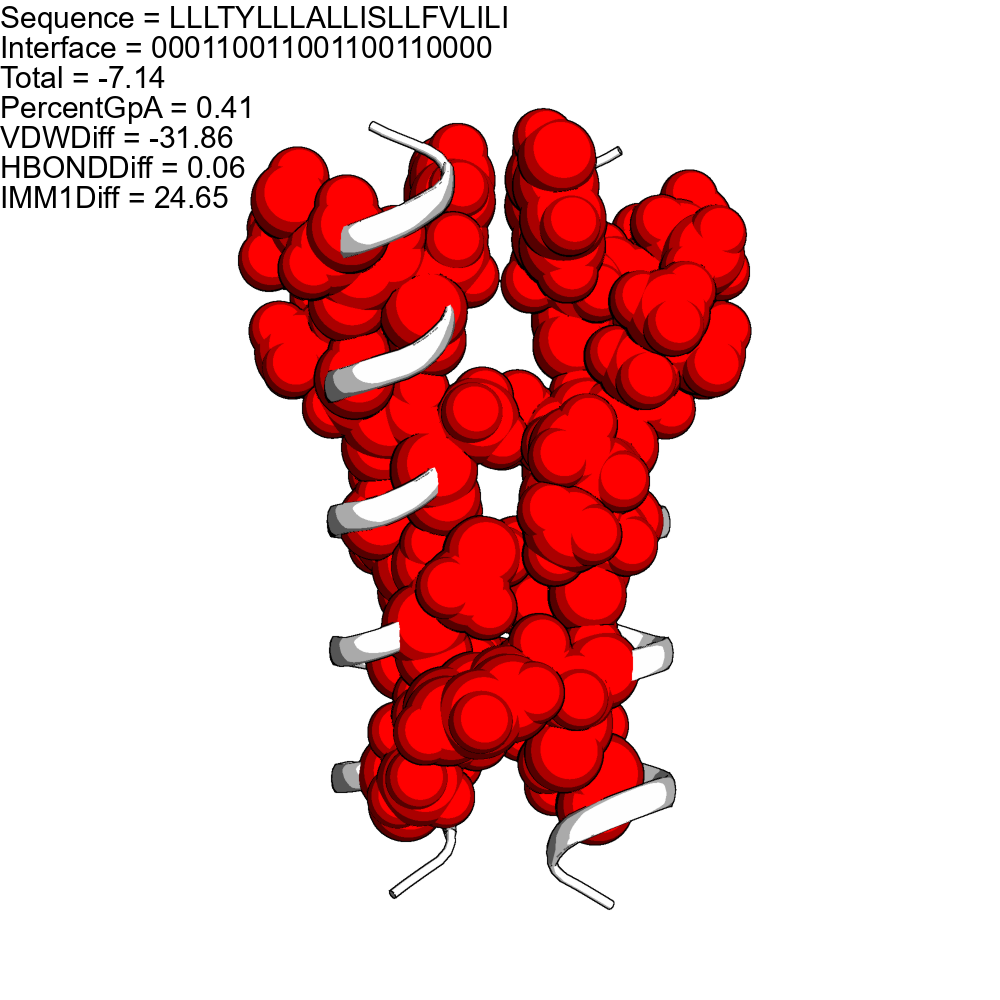 Sequence = LLLTYLLLALLISLLFVLILI
Interface = 000110011001100110000
Total = -7.14
PercentGpA = 0.41
VDWDiff = -31.86
HBONDDiff = 0.06
IMM1Diff = 24.65